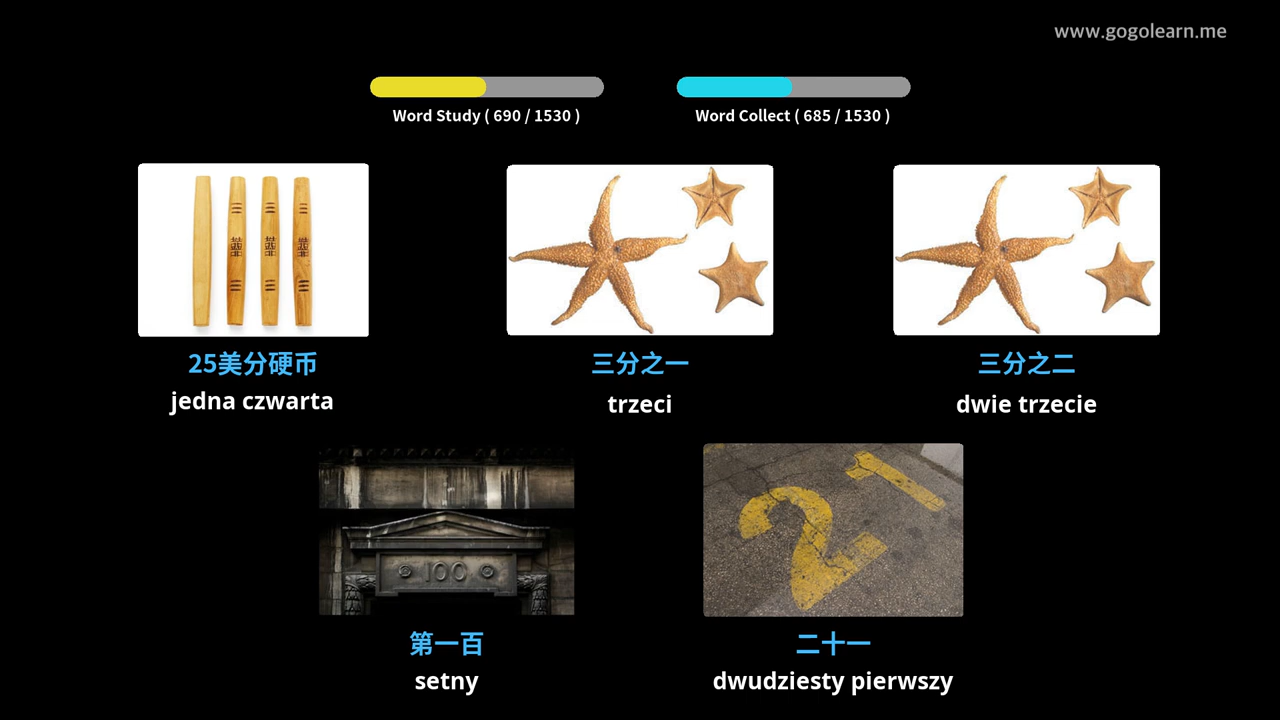 www.gogolearn.me
Word Study ( 690 / 1530 )
Word Collect ( 685 / 1530 )
25美分硬币
jedna czwarta
三分之一
trzeci
三分之二
dwie trzecie
100
第一百
setny
21
二十一
dwudziesty pierwszy